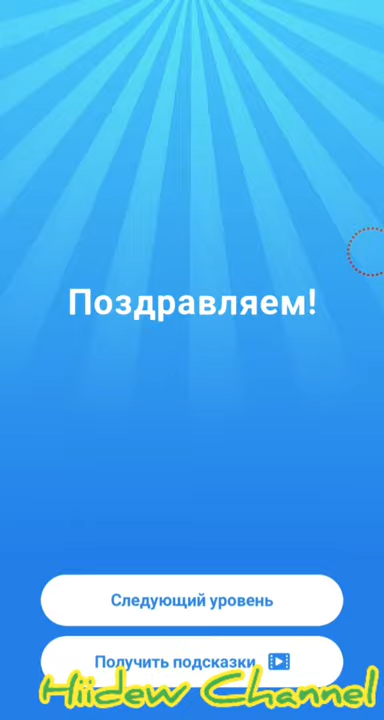 Поздравляем!
Следующий уровень
Получить подсказки
Hiidew Channel